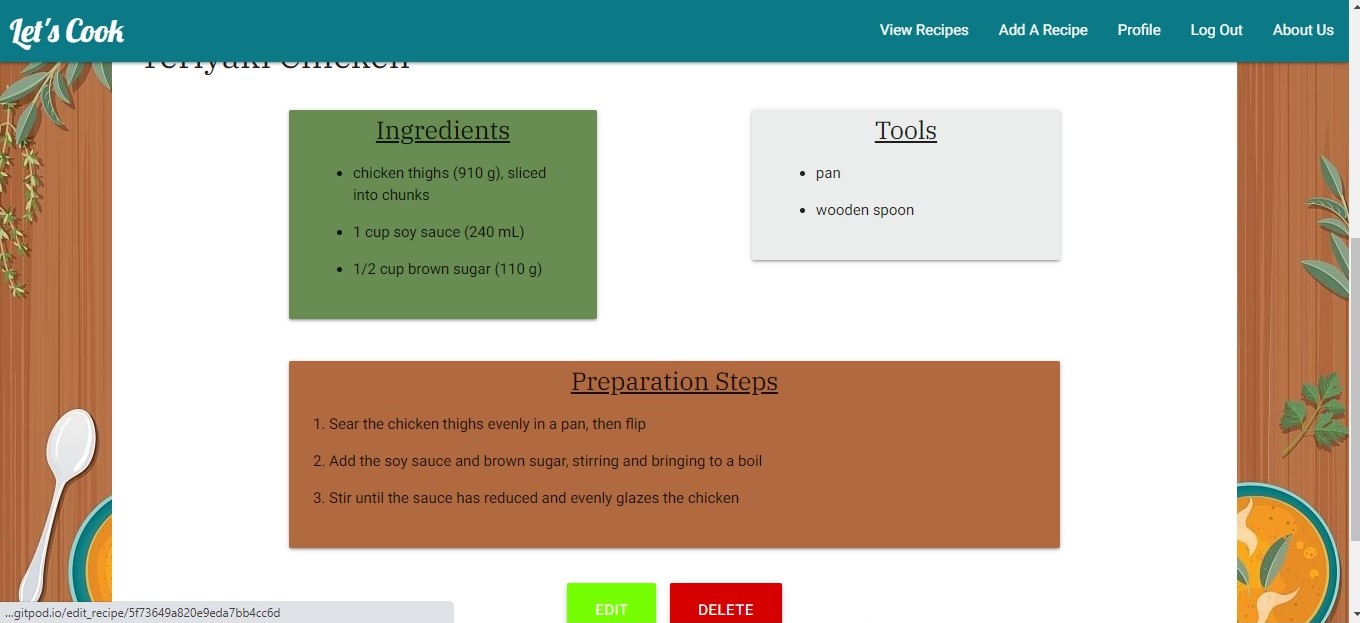 Let's Cook
View Recipes
Add A Recipe
Profile
Log Out
About Us
Teriyaki Chicken
Ingredients
chicken thighs (910 g), sliced
into chunks
1 cup soy sauce (240 mL)
1/2 cup brown sugar (110 g)
Tools
pan
wooden spoon
Preparation Steps
1. Sear the chicken thighs evenly in a pan, then flip
2. Add the soy sauce and brown sugar, stirring and bringing to a boil
3. Stir until the sauce has reduced and evenly glazes the chicken
EDIT
DELETE
...gitpod.io/edit_recipe/5f73649a820e9eda7bb4cc6d